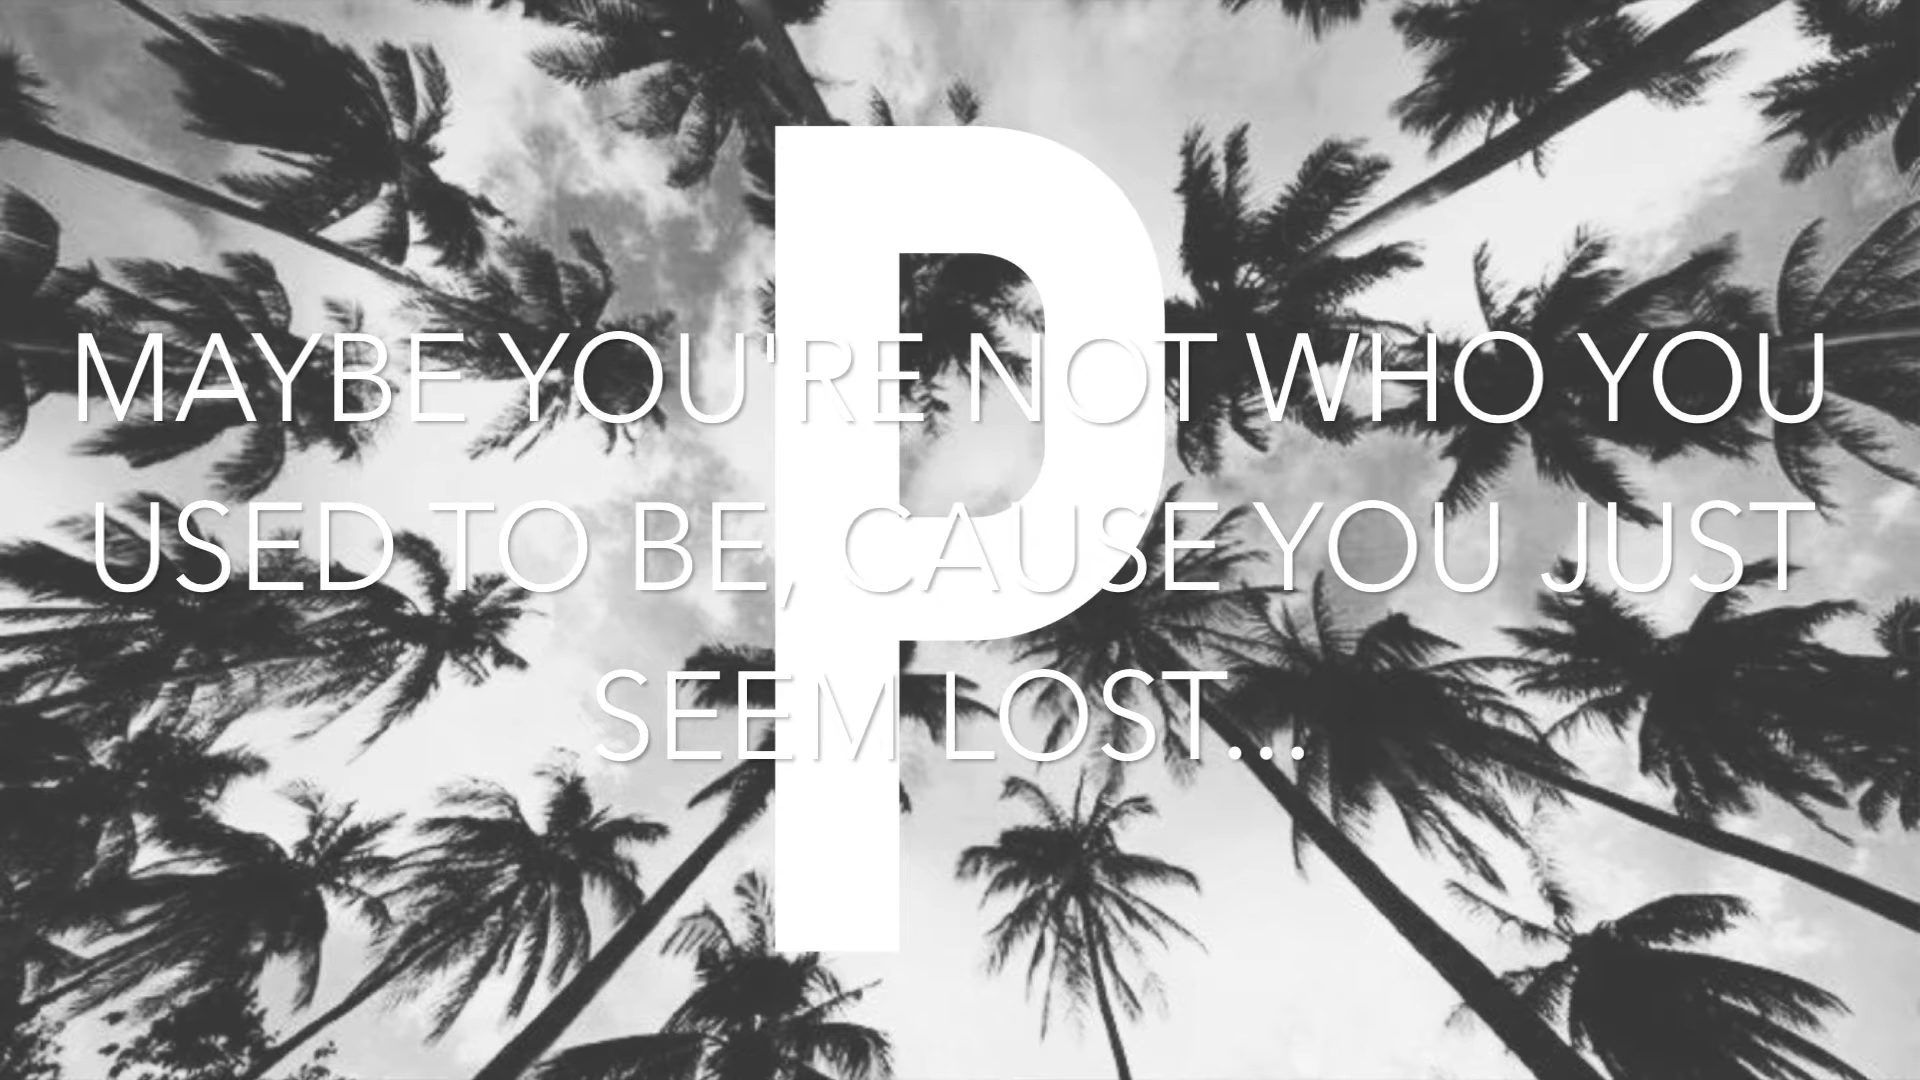 P
MAYBE YOU'RE NOT WHO YOU
USED TO BE, CAUSE YOU JUST
SEEM LOST...